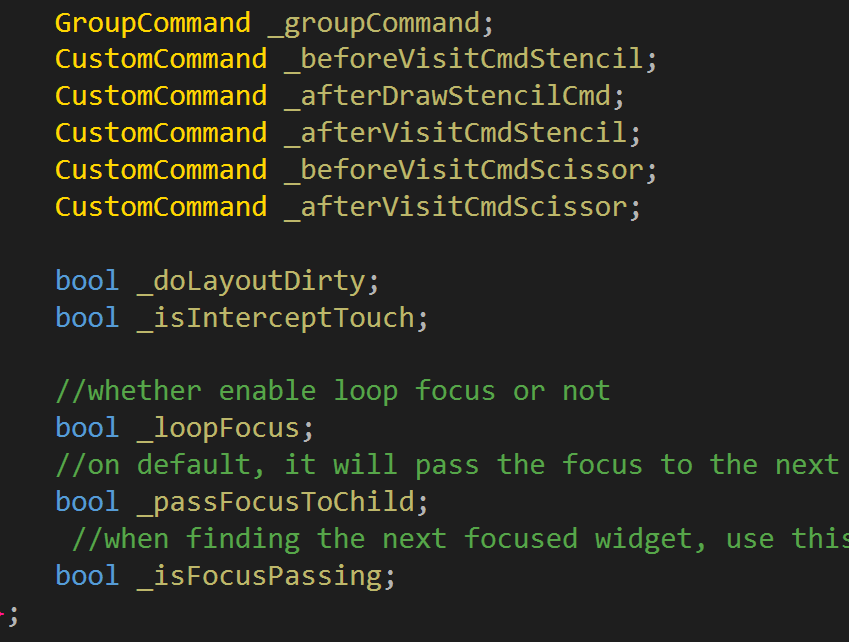 GroupCommand _groupCommand;
CustomCommand _beforeVisitCmdStencil;
CustomCommand _afterDrawStencilCmd;
CustomCommand _afterVisitCmdStencil;
CustomCommand _beforeVisitCmdScissor;
CustomCommand _afterVisitCmdScissor;
bool _doLayoutDirty;
bool _isInterceptTouch;
//whether enable loop focus or not
bool _loopFocus;
//on default, it will pass the focus to the next
bool _passFocusToChild;
//when finding the next focused widget, use this
bool _isFocusPassing;
;